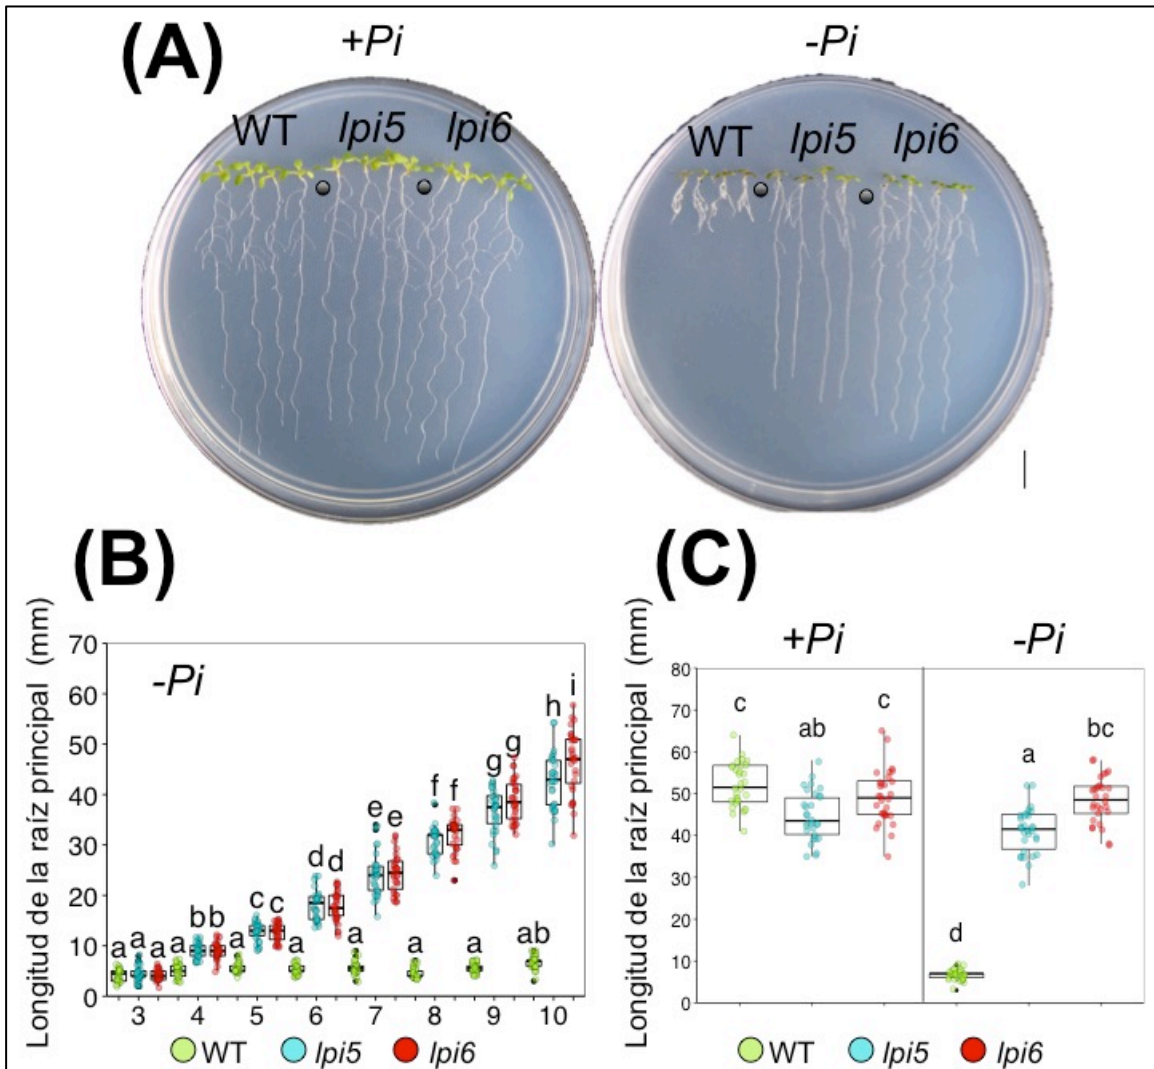 (A)
+Pi
-Pi
WT lpi5 lpi6
WT lpi5 lpi6
(B)
Longitud de la raíz principal (mm)
-Pi
70
60
50
40
30
20
10
0
a a a a b b a c c a d d a e e a f f a g g ab h i
3 4 5 6 7 8 9 10
WT lpi5 lpi6
(C)
+Pi
-Pi
Longitud de la raíz principal (mm)
80
70
60
50
40
30
20
10
0
c ab c d a bc
WT lpi5 lpi6